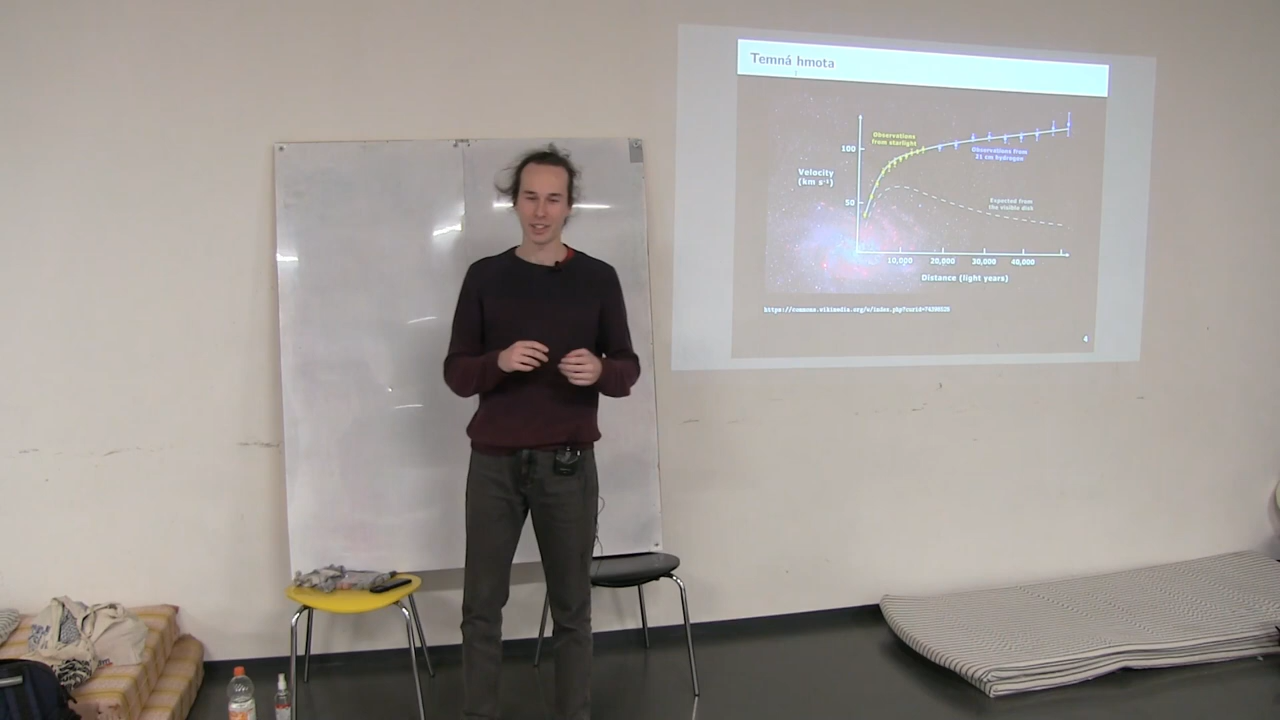 Temná hmota
Observations
from starlight
Observations from
21 cm hydrogen
100
Velocity
(km s⁻¹)
50
Expected from
the visible disk
10,000
20,000
30,000
40,000
Distance (light years)
4